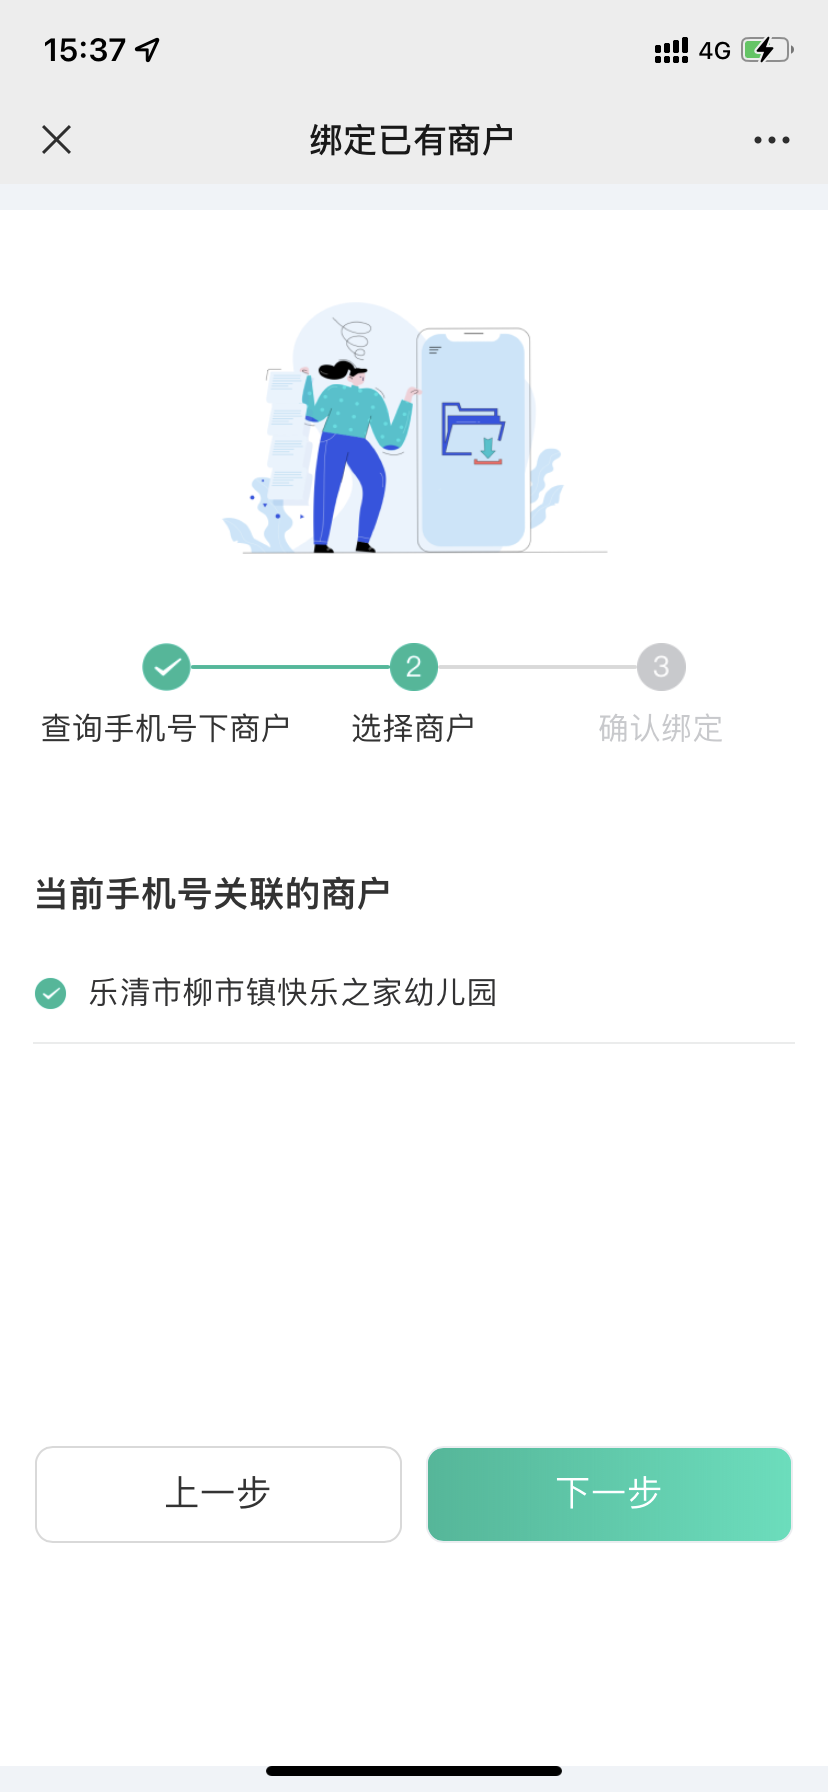 15:37
4G
绑定已有商户
2
3
查询手机号下商户
选择商户
确认绑定
当前手机号关联的商户
乐清市柳市镇快乐之家幼儿园
上一步
下一步